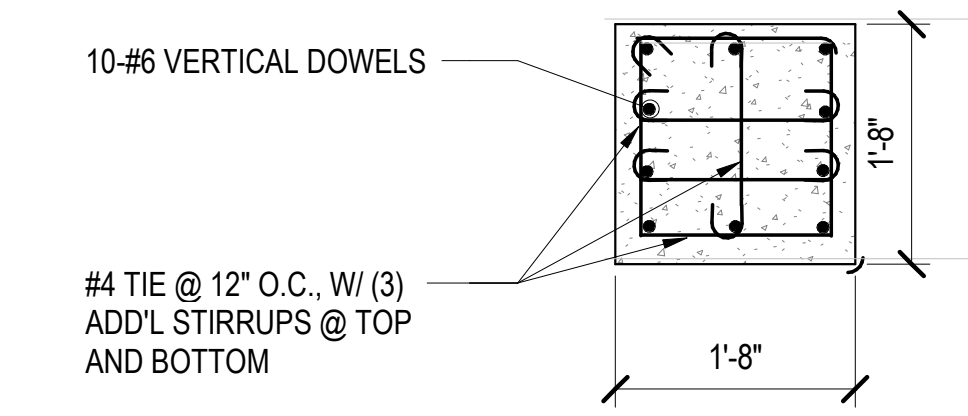 10-#6 VERTICAL DOWELS
1'-8"
#4 TIE @ 12" O.C., W/ (3)
ADD'L STIRRUPS @ TOP
AND BOTTOM
1'-8"